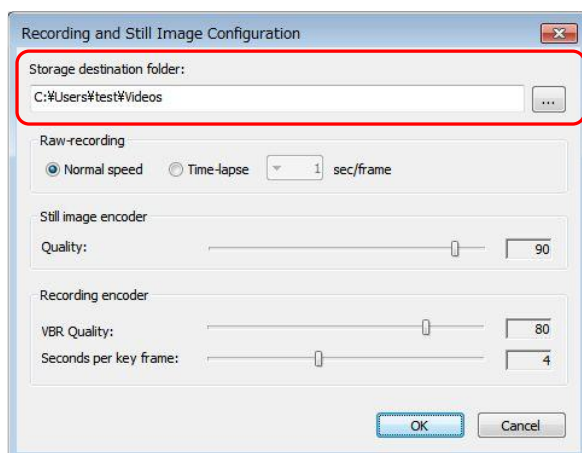 Recording and Still Image Configuration
Storage destination folder:
C:¥Users¥test¥Videos
...
Raw-recording
Normal speed Time-lapse 1 sec/frame
Still image encoder
Quality: 90
Recording encoder
VBR Quality: 80
Seconds per key frame: 4
OK Cancel